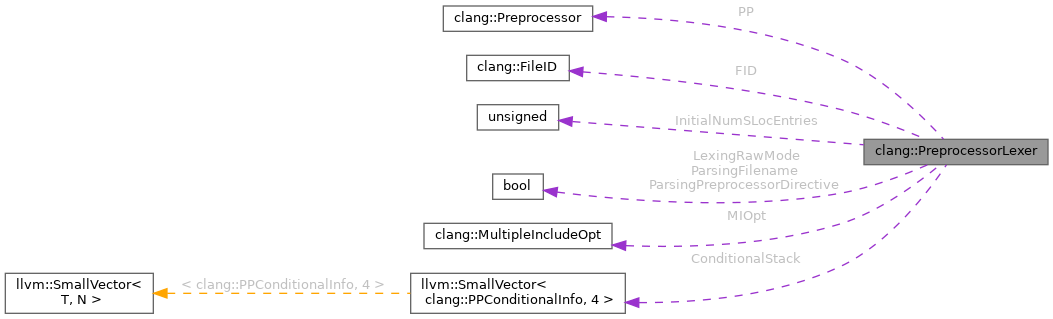 clang::Preprocessor
PP
clang::FileID
FID
unsigned
InitialNumSLocEntries
clang::PreprocessorLexer
LexingRawMode
ParsingFilename
ParsingPreprocessorDirective
bool
MIOpt
clang::MultipleIncludeOpt
ConditionalStack
llvm::SmallVector<
T, N >
< clang::PPConditionalInfo, 4 >
llvm::SmallVector<
clang::PPConditionalInfo, 4 >